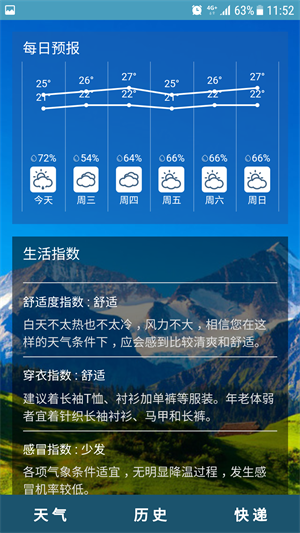 4G+ 63% 11:52
每日预报
25° 26° 27° 25° 26° 27°
21° 22° 22° 21° 22° 22°
72% 54% 64% 66% 66% 66%
今天 周三 周四 周五 周六 周日
生活指数
舒适度指数 : 舒适
白天不太热也不太冷，风力不大，相信您在这
样的天气条件下，应会感到比较清爽和舒适。
穿衣指数 : 舒适
建议着长袖T恤、衬衫加单裤等服装。年老体弱
者宜着针织长袖衬衫、马甲和长裤。
感冒指数 : 少发
各项气象条件适宜，无明显降温过程，发生感
冒机率较低。
天气 历史 快递